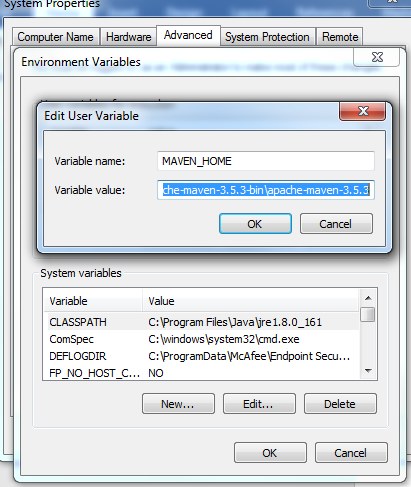 System Properties
Computer Name Hardware Advanced System Protection Remote
Environment Variables
Edit User Variable
Variable name: MAVEN_HOME
Variable value: che-maven-3.5.3-bin\apache-maven-3.5.3
OK Cancel
System variables
Variable Value
CLASSPATH C:\Program Files\Java\jre1.8.0_161
ComSpec C:\windows\system32\cmd.exe
DEFLOGDIR C:\ProgramData\McAfee\Endpoint Secu...
FP_NO_HOST_C... NO
New... Edit... Delete
OK Cancel